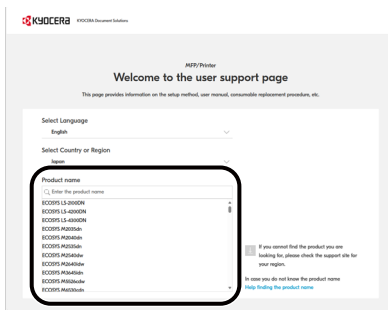 KYOCERA KYOCERA Document Solutions
MFP/Printer
Welcome to the user support page
This page provides information on the setup method, user manual, consumable replacement procedure, etc.
Select Language
English
Select Country or Region
Japan
Product name
Enter the product name
ECOSYS LS-2100DN
ECOSYS LS-4200DN
ECOSYS LS-4300DN
ECOSYS M2035dn
ECOSYS M2040dn
ECOSYS M2535dn
ECOSYS M2540dw
ECOSYS M2640idw
ECOSYS M3645idn
ECOSYS M5526cdw
ECOSYS M6530cdn
If you cannot find the product you are
looking for, please check the support site for
your region.
In case you do not know the product name
Help finding the product name